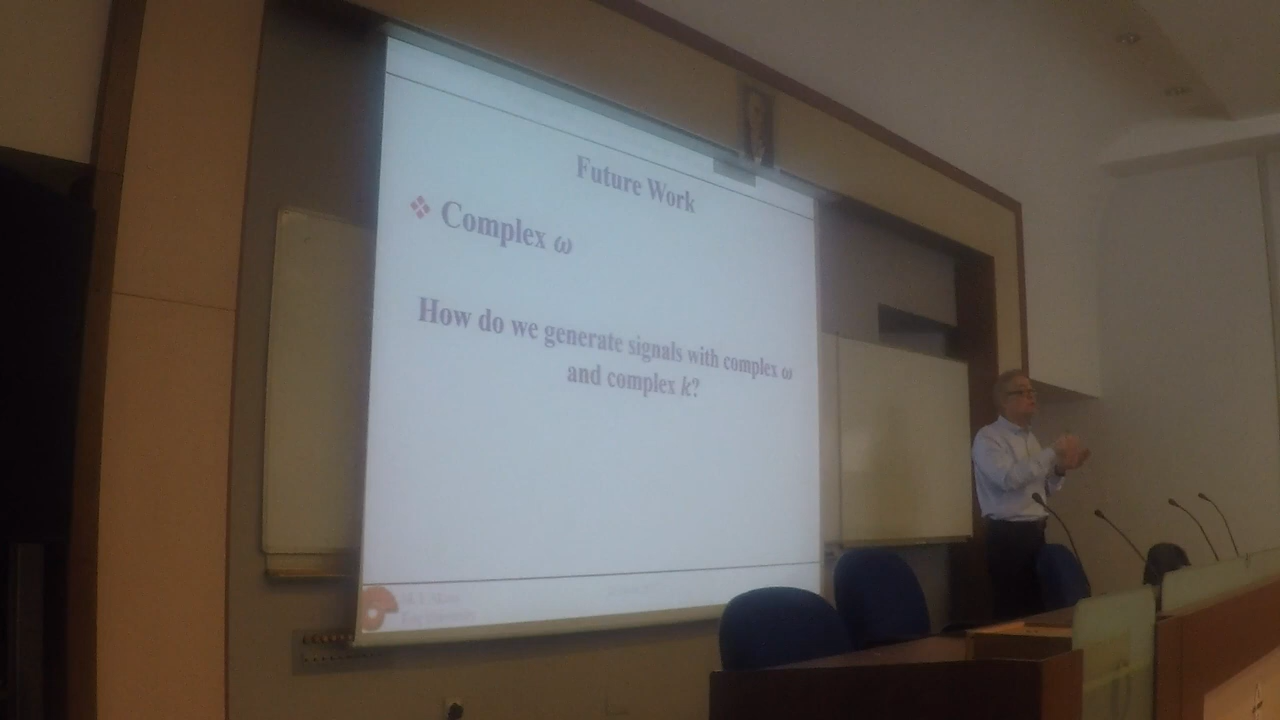 Future Work
❖ Complex ω
How do we generate signals with complex ω
and complex k?